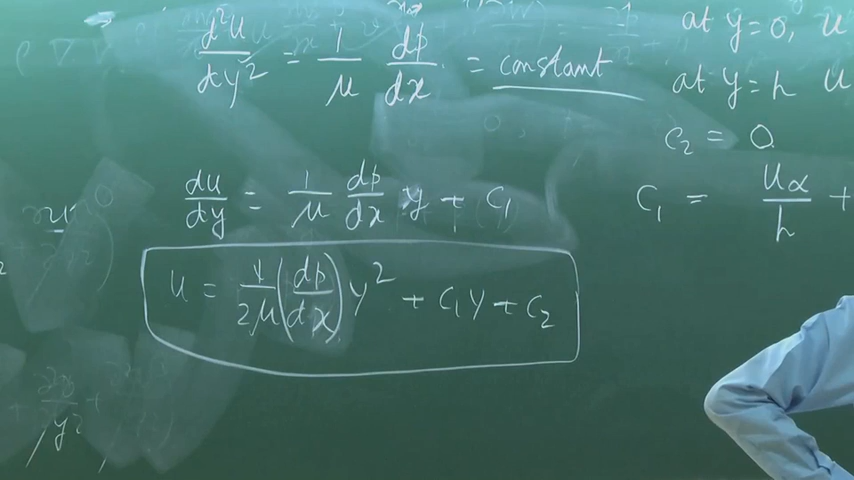 d²u/dy² = 1/μ dp/dx = constant
at y=0, u
at y=h u
c₂ = 0
du/dy = 1/μ dp/dx y + C₁
C₁ = uα/h +
u = 1/2μ (dp/dx) y² + C₁y + C₂